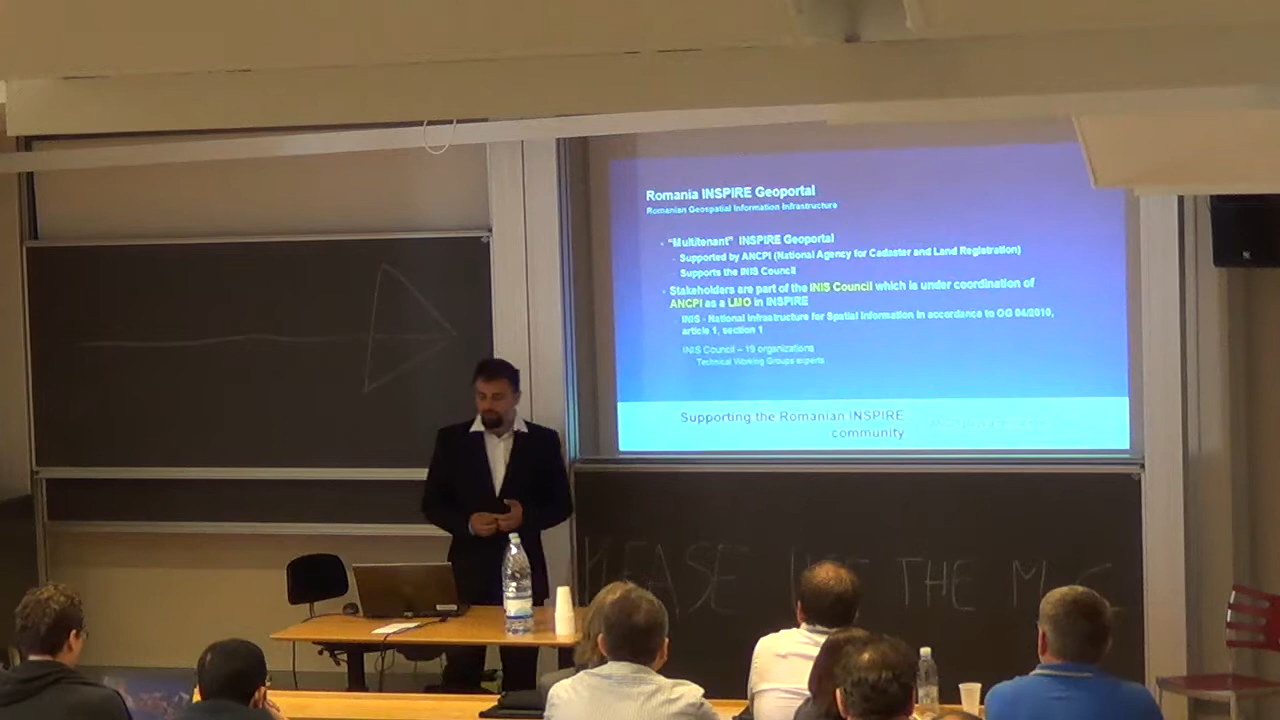 Romania INSPIRE Geoportal
Romanian Geospatial Information Infrastructure
"Multitenant" INSPIRE Geoportal
Supported by ANCPI (National Agency for Cadaster and Land Registration)
Supports the INIS Council
Stakeholders are part of the INIS Council which is under coordination of
ANCPI as a LMO in INSPIRE
INIS - National Infrastructure for Spatial Information in accordance to OG 04/2010,
article 1, section 1
INIS Council – 19 organizations
Technical Working Groups experts
Supporting the Romanian INSPIRE
community
PLEASE USE THE